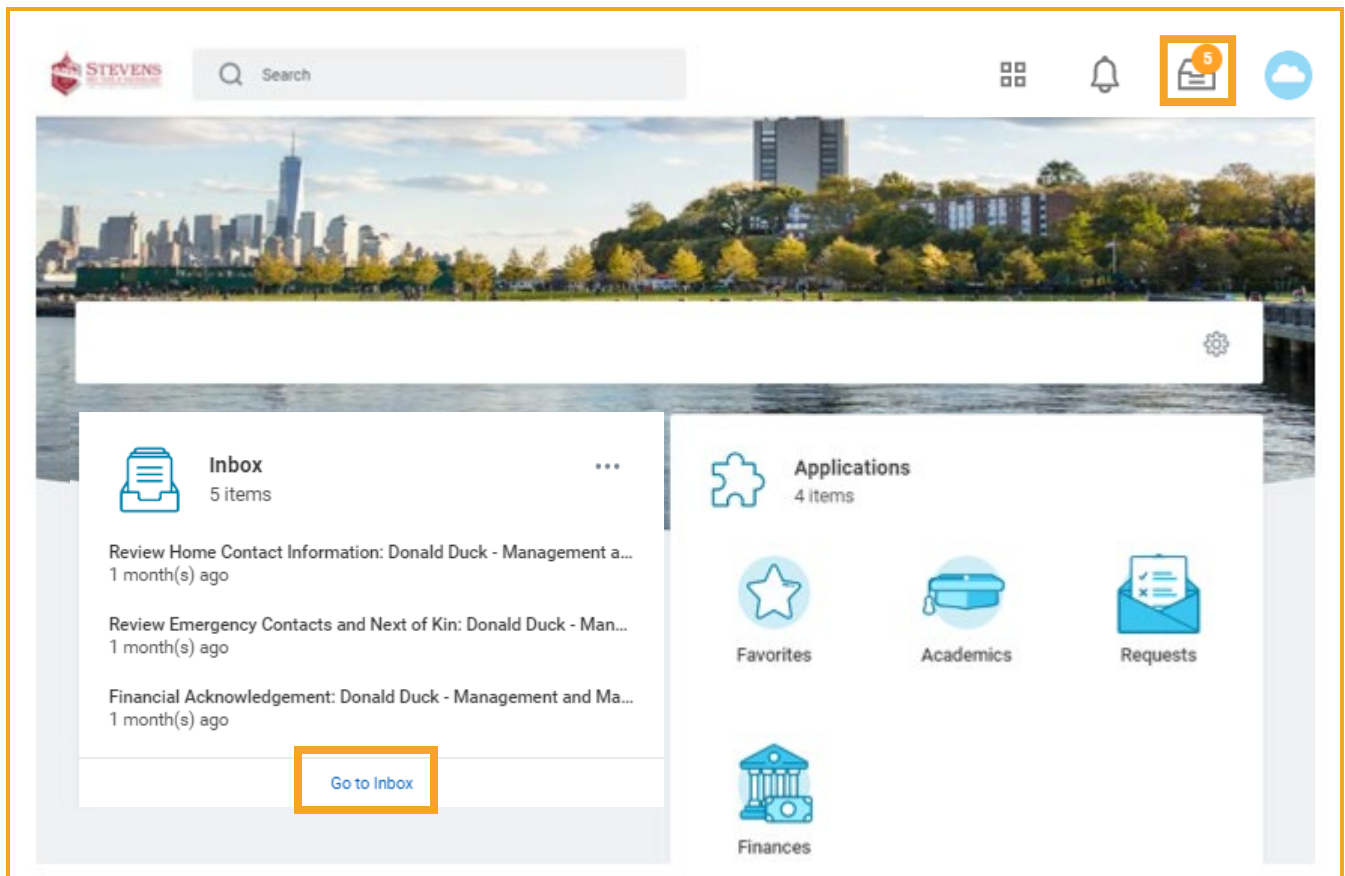 STEVENS
Search
5
Inbox
5 items
Review Home Contact Information: Donald Duck - Management a...
1 month(s) ago
Review Emergency Contacts and Next of Kin: Donald Duck - Man...
1 month(s) ago
Financial Acknowledgement: Donald Duck - Management and Ma...
1 month(s) ago
Go to Inbox
Applications
4 items
Favorites
Academics
Requests
Finances